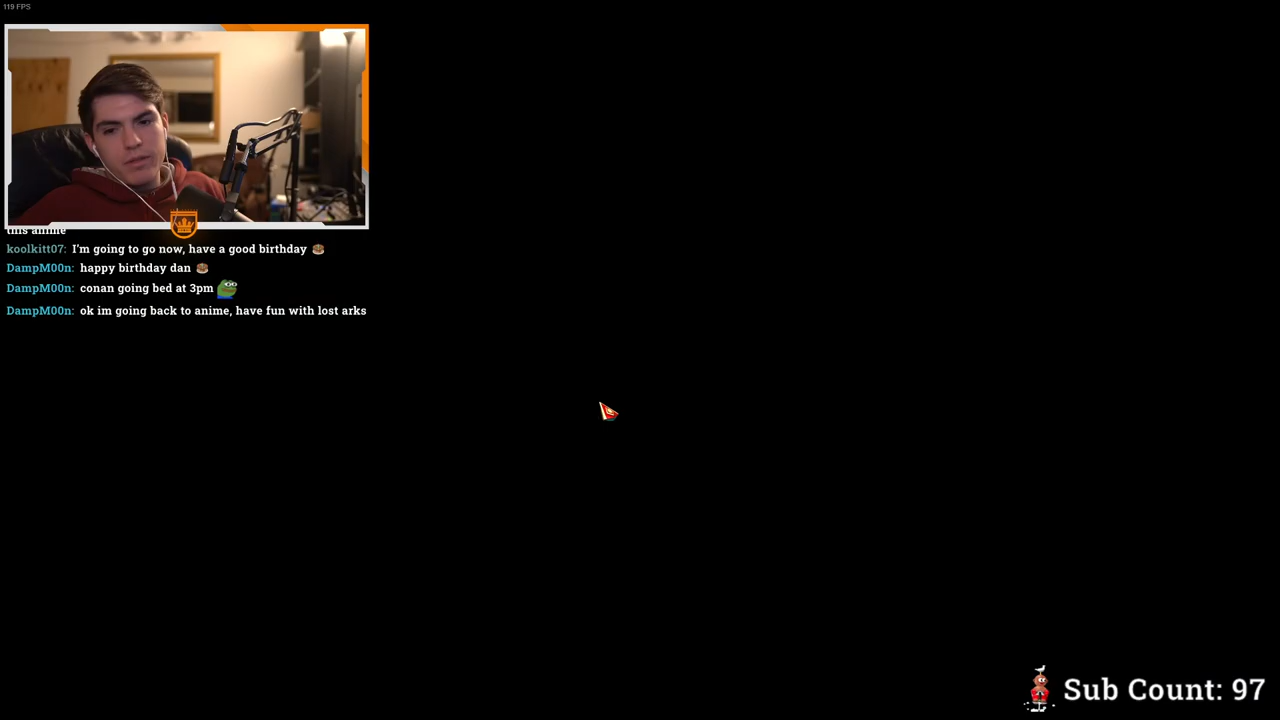 119 FPS
this anime
koolkitt07: I'm going to go now, have a good birthday
DampM00n: happy birthday dan
DampM00n: conan going bed at 3pm
DampM00n: ok im going back to anime, have fun with lost arks
Sub Count: 97